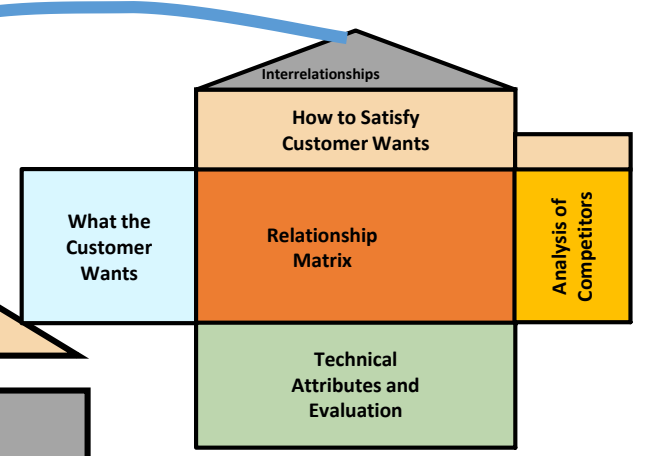 Interrelationships
How to Satisfy
Customer Wants
What the
Customer
Wants
Relationship
Matrix
Analysis of
Competitors
Technical
Attributes and
Evaluation